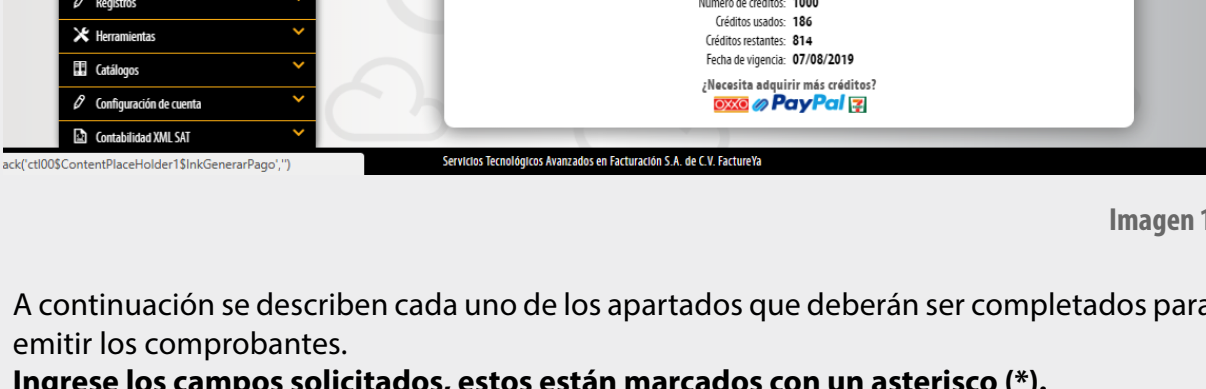 Registros
Número de créditos: 1000
Créditos usados: 186
Herramientas
Créditos restantes: 814
Fecha de vigencia: 07/08/2019
Catálogos
¿Necesita adquirir más créditos?
Configuración de cuenta
OXXO PayPal
Contabilidad XML SAT
ack('ctl00$ContentPlaceHolder1$lnkGenerarPago','')
Servicios Tecnológicos Avanzados en Facturación S.A. de C.V. FactureYa
Imagen 1
A continuación se describen cada uno de los apartados que deberán ser completados para
emitir los comprobantes.
Ingrese los campos solicitados, estos están marcados con un asterisco (*).